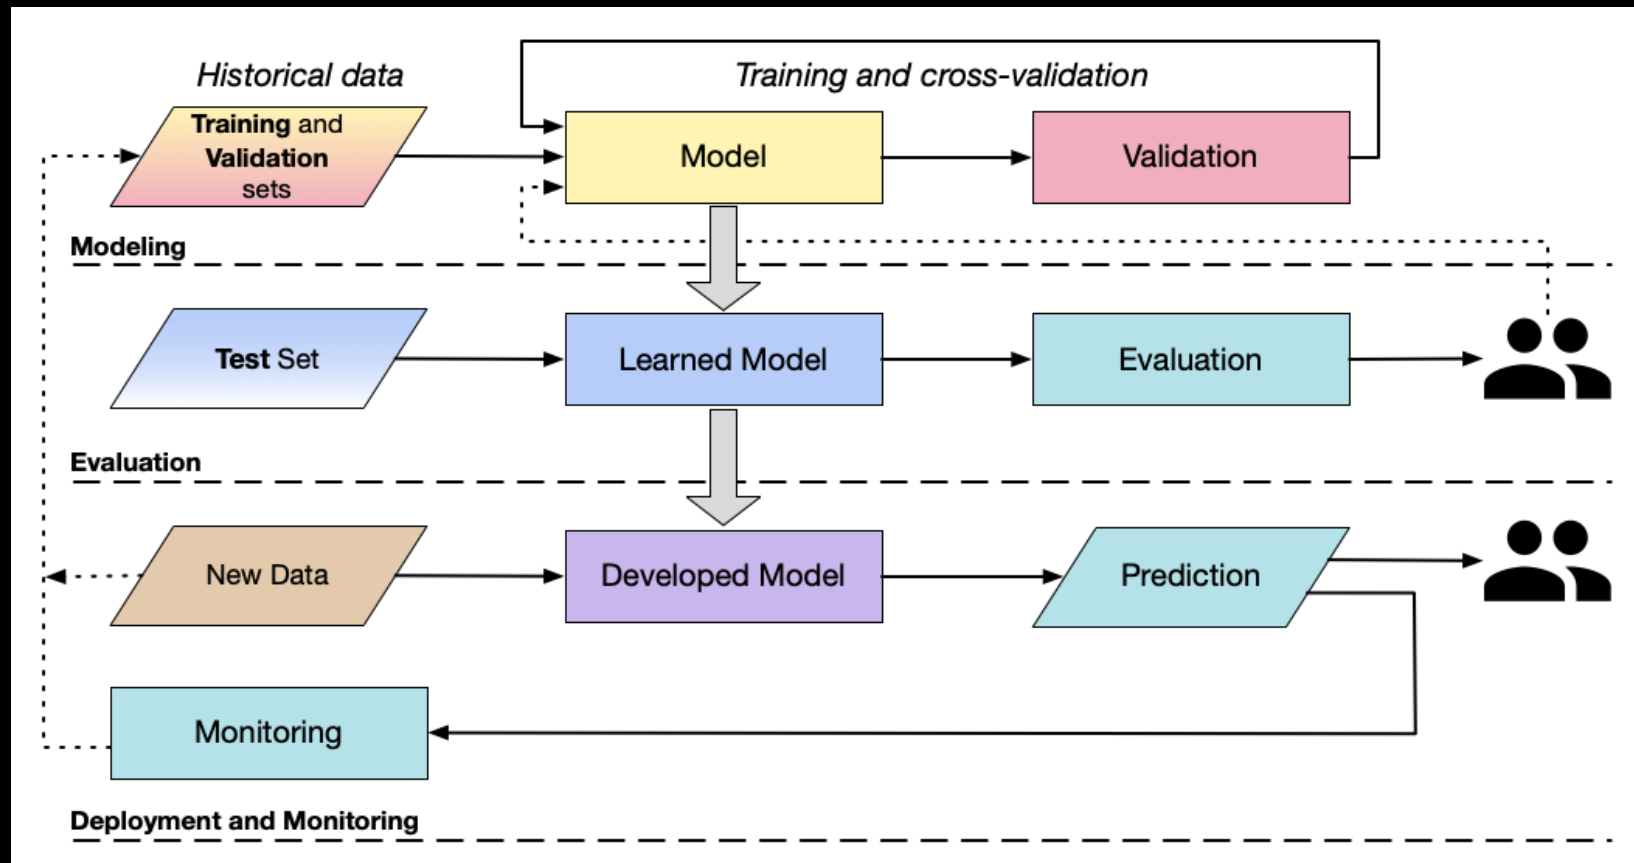 Historical data
Training and cross-validation
Training and
Validation
sets
Model
Validation
Modeling
Test Set
Learned Model
Evaluation
Evaluation
New Data
Developed Model
Prediction
Monitoring
Deployment and Monitoring